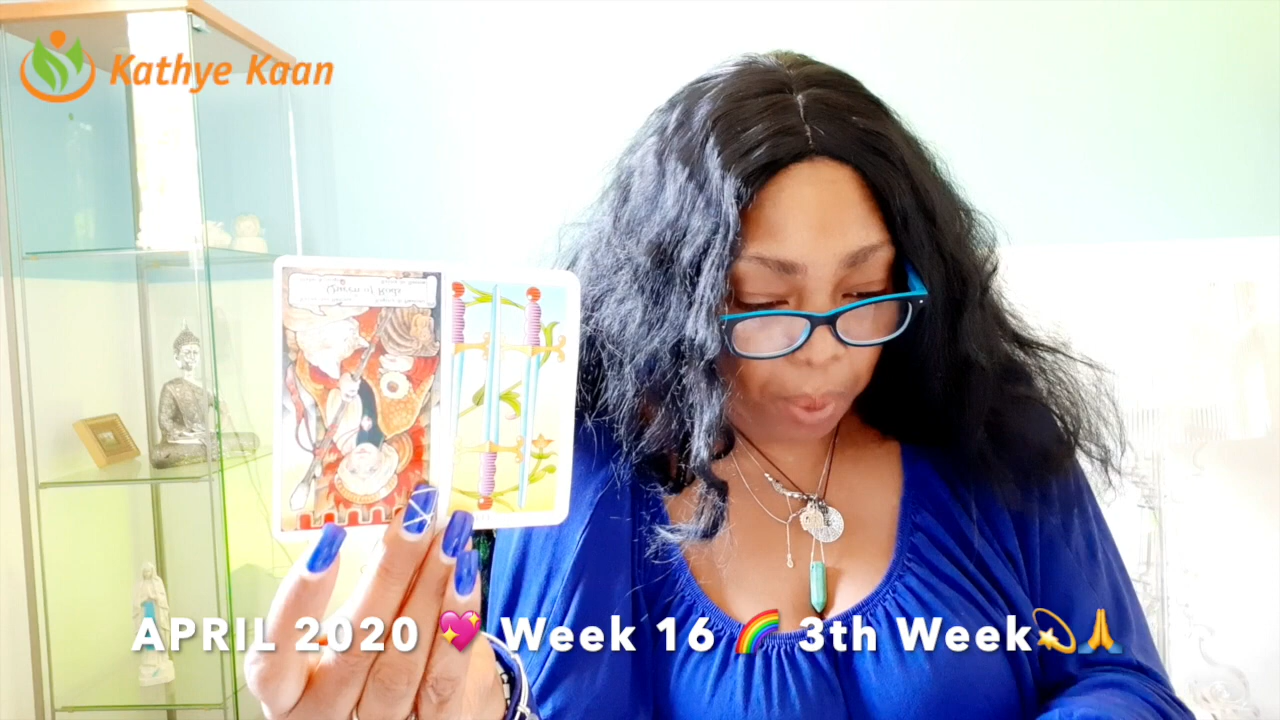 Kathye Kaan
APRIL 2020 💖 Week 16 🌈 3th Week💫🙏